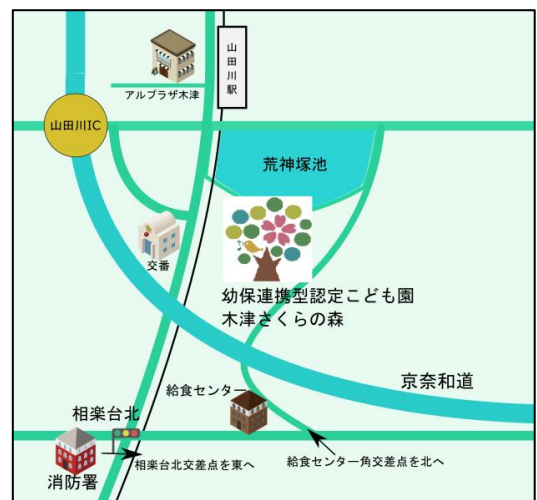 山田川駅
アルプラザ木津
山田川IC
荒神塚池
交番
幼保連携型認定こども園
木津さくらの森
京奈和道
給食センター
相楽台北
消防署
相楽台北交差点を東へ
給食センター角交差点を北へ